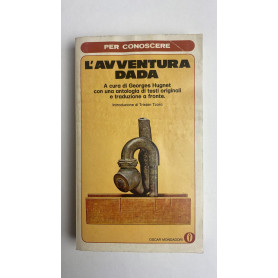 PER CONOSCERE
L'AVVENTURA
DADA
A cura di Georges Hugnet
con una antologia di testi originali
e traduzione a fronte.
Introduzione di Tristan Tzara
OSCAR MONDADORI